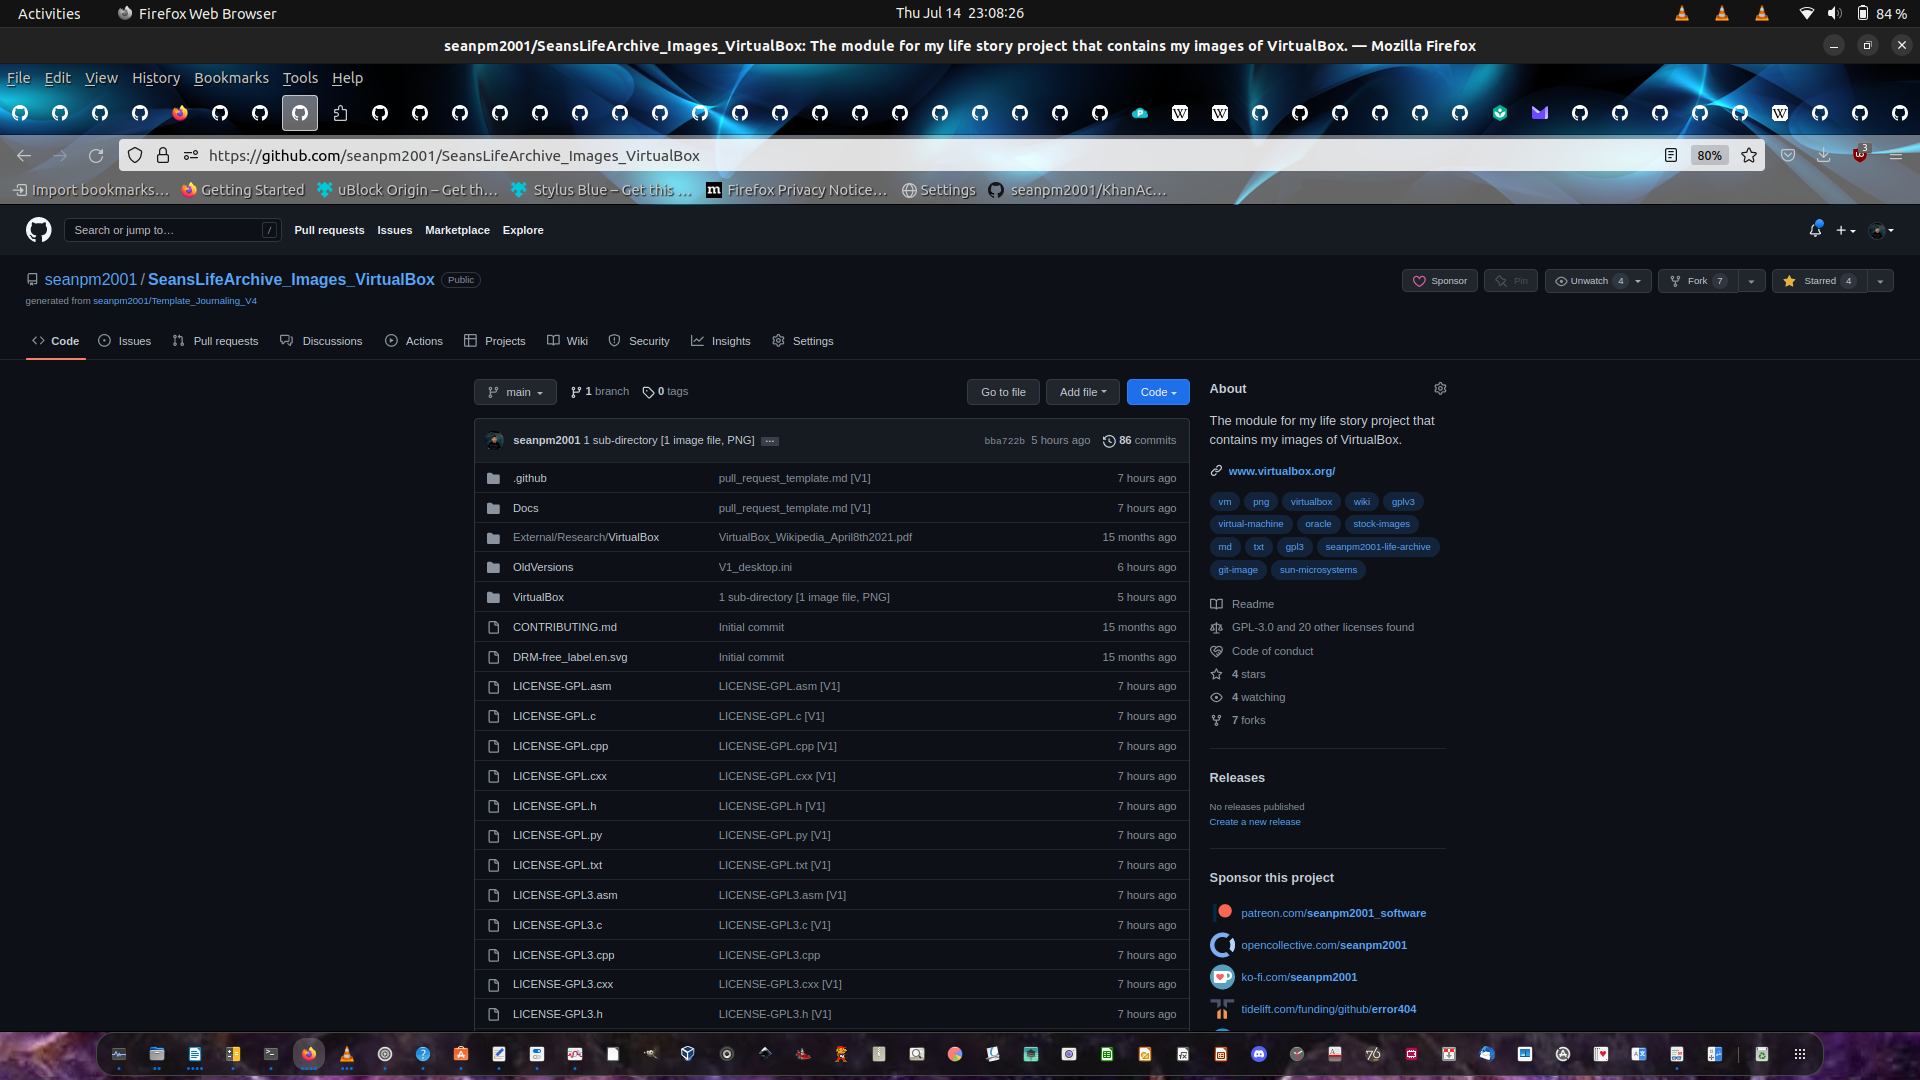 Activities Firefox Web Browser Thu Jul 14 23:08:26 84 %
seanpm2001/SeansLifeArchive_Images_VirtualBox: The module for my life story project that contains my images of VirtualBox. — Mozilla Firefox
File Edit View History Bookmarks Tools Help
https://github.com/seanpm2001/SeansLifeArchive_Images_VirtualBox 80% 3
Import bookmarks… Getting Started uBlock Origin – Get th… Stylus Blue – Get this … Firefox Privacy Notice… Settings seanpm2001/KhanAc…
Search or jump to… / Pull requests Issues Marketplace Explore
seanpm2001 / SeansLifeArchive_Images_VirtualBox Public Sponsor Pin Unwatch 4 Fork 7 Starred 4
generated from seanpm2001/Template_Journaling_V4
Code Issues Pull requests Discussions Actions Projects Wiki Security Insights Settings
main 1 branch 0 tags Go to file Add file Code
seanpm2001 1 sub-directory [1 image file, PNG] … bba722b 5 hours ago 86 commits
.github pull_request_template.md [V1] 7 hours ago
Docs pull_request_template.md [V1] 7 hours ago
External/Research/VirtualBox VirtualBox_Wikipedia_April8th2021.pdf 15 months ago
OldVersions V1_desktop.ini 6 hours ago
VirtualBox 1 sub-directory [1 image file, PNG] 5 hours ago
CONTRIBUTING.md Initial commit 15 months ago
DRM-free_label.en.svg Initial commit 15 months ago
LICENSE-GPL.asm LICENSE-GPL.asm [V1] 7 hours ago
LICENSE-GPL.c LICENSE-GPL.c [V1] 7 hours ago
LICENSE-GPL.cpp LICENSE-GPL.cpp [V1] 7 hours ago
LICENSE-GPL.cxx LICENSE-GPL.cxx [V1] 7 hours ago
LICENSE-GPL.h LICENSE-GPL.h [V1] 7 hours ago
LICENSE-GPL.py LICENSE-GPL.py [V1] 7 hours ago
LICENSE-GPL.txt LICENSE-GPL.txt [V1] 7 hours ago
LICENSE-GPL3.asm LICENSE-GPL3.asm [V1] 7 hours ago
LICENSE-GPL3.c LICENSE-GPL3.c [V1] 7 hours ago
LICENSE-GPL3.cpp LICENSE-GPL3.cpp 7 hours ago
LICENSE-GPL3.cxx LICENSE-GPL3.cxx [V1] 7 hours ago
LICENSE-GPL3.h LICENSE-GPL3.h [V1] 7 hours ago
About
The module for my life story project that
contains my images of VirtualBox.
www.virtualbox.org/
vm png virtualbox wiki gplv3
virtual-machine oracle stock-images
md txt gpl3 seanpm2001-life-archive
git-image sun-microsystems
Readme
GPL-3.0 and 20 other licenses found
Code of conduct
4 stars
4 watching
7 forks
Releases
No releases published
Create a new release
Sponsor this project
patreon.com/seanpm2001_software
opencollective.com/seanpm2001
ko-fi.com/seanpm2001
tidelift.com/funding/github/error404